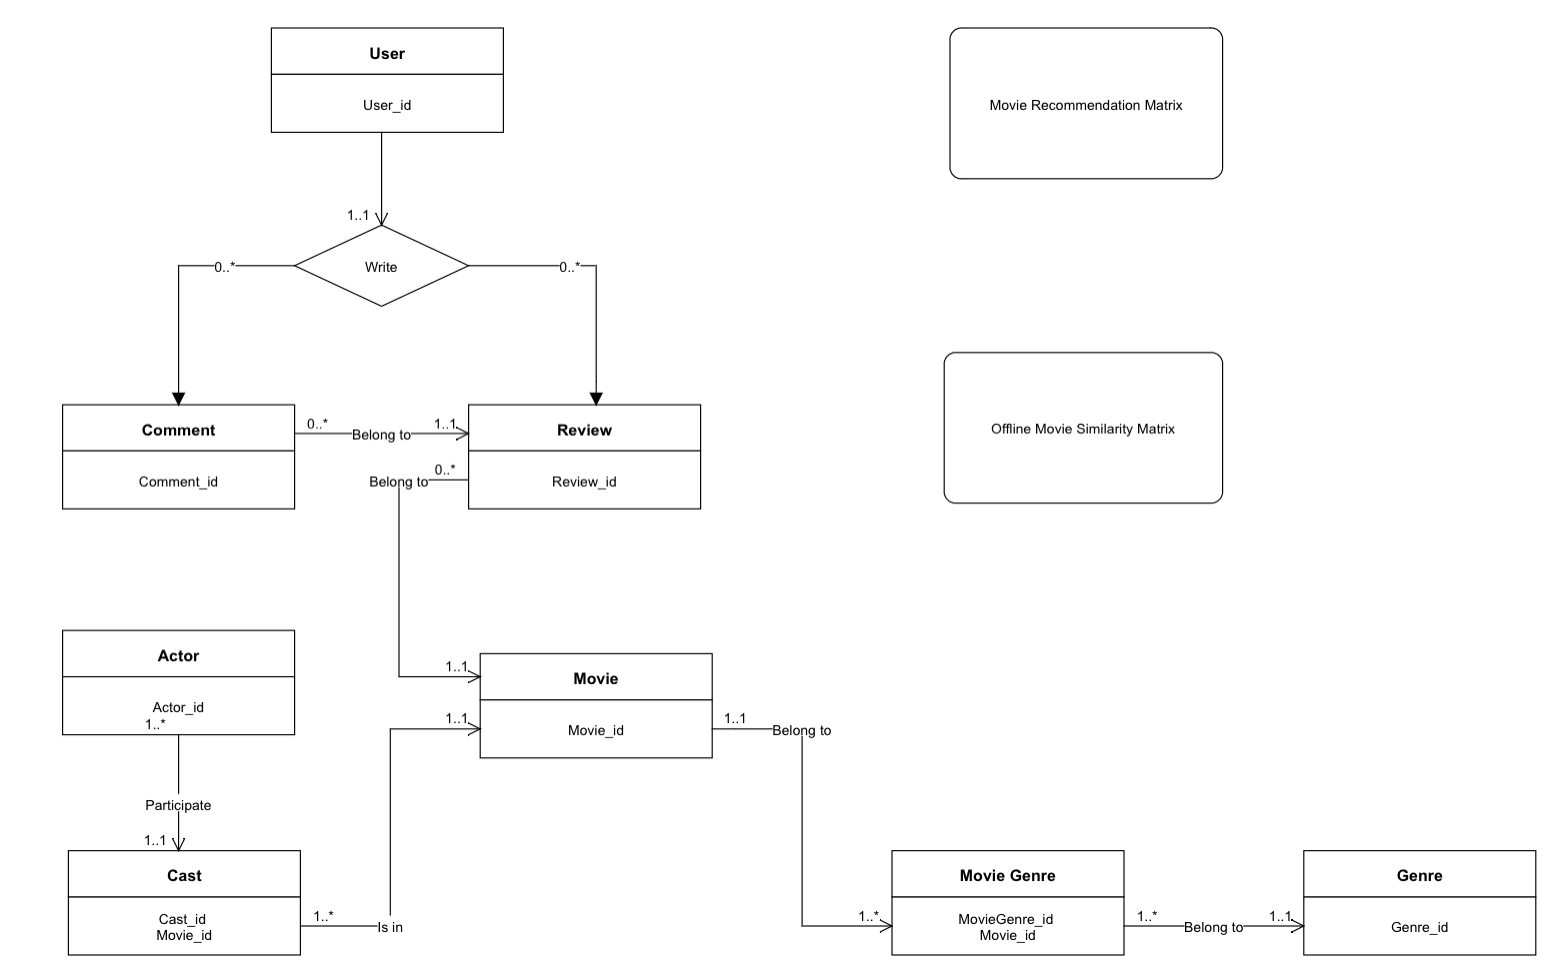 User
User_id
Movie Recommendation Matrix
1..1
Write
0..*
0..*
Offline Movie Similarity Matrix
Comment
Comment_id
0..*
Belong to
1..1
Review
Review_id
0..*
Belong to
1..1
Actor
Actor_id
1..*
Participate
1..1
Movie
Movie_id
1..1
1..1
Belong to
1..*
Cast
Cast_id
Movie_id
1..*
Is in
Movie Genre
MovieGenre_id
Movie_id
1..*
Belong to
1..1
Genre
Genre_id